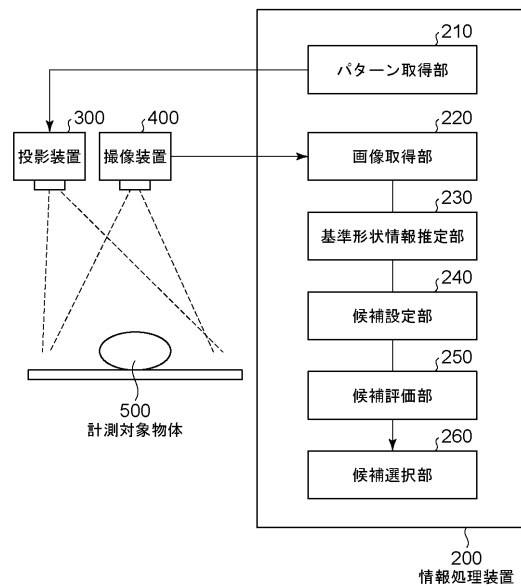 210
パターン取得部
300
400
220
投影装置
撮像装置
画像取得部
230
基準形状情報推定部
240
候補設定部
250
候補評価部
500
計測対象物体
260
候補選択部
200
情報処理装置